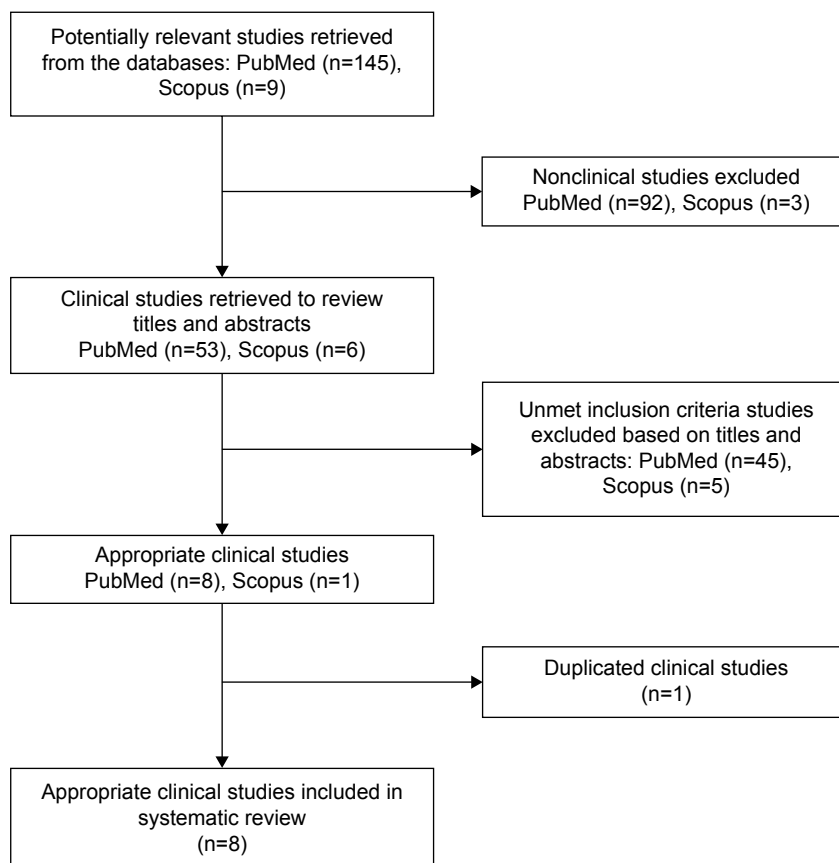 Potentially relevant studies retrieved
from the databases: PubMed (n=145),
Scopus (n=9)
Nonclinical studies excluded
PubMed (n=92), Scopus (n=3)
Clinical studies retrieved to review
titles and abstracts
PubMed (n=53), Scopus (n=6)
Unmet inclusion criteria studies
excluded based on titles and
abstracts: PubMed (n=45),
Scopus (n=5)
Appropriate clinical studies
PubMed (n=8), Scopus (n=1)
Duplicated clinical studies
(n=1)
Appropriate clinical studies included in
systematic review
(n=8)